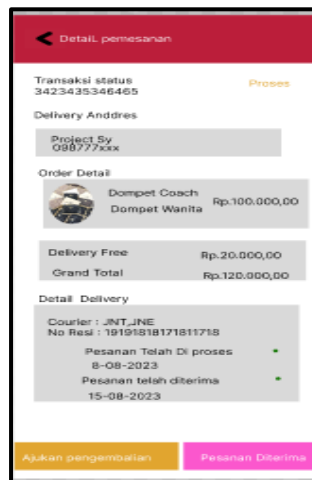 Detail pemesanan
Transaksi status
Proses
3423435346465
Delivery Anddres
Project Sy
098777xxx
Order Detail
Dompet Coach
Rp.100.000,00
Dompet Wanita
Delivery Free Rp.20.000,00
Grand Total Rp.120.000,00
Detail Delivery
Courier : JNT,JNE
No Resi : 19191818171811718
Pesanan Telah Di proses
8-08-2023
Pesanan telah diterima
15-08-2023
Ajukan pengembalian Pesanan Diterima